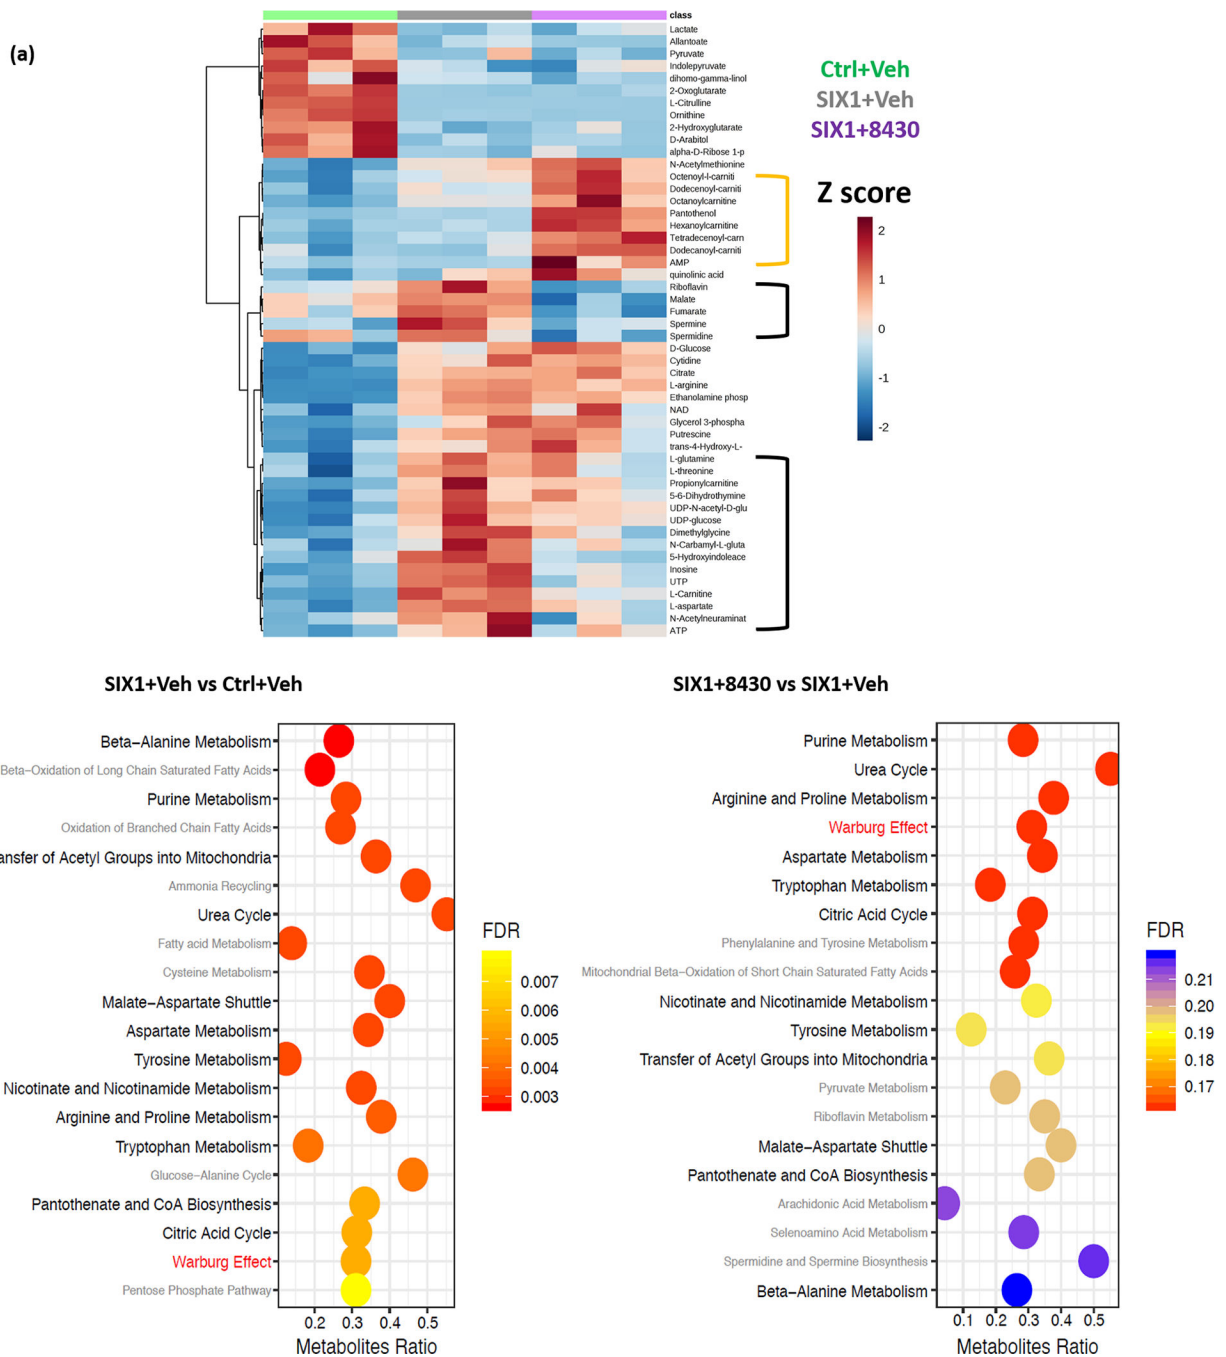 (a)
class
Lactate
Allantoate
Pyruvate
Indolepyruvate
dihomo-gamma-linol
2-Oxoglutarate
L-Citrulline
Ornithine
2-Hydroxyglutarate
D-Arabitol
alpha-D-Ribose 1-p
N-Acetylmethionine
Octenoyl-l-carniti
Dodecenoyl-carniti
Octanoylcarnitine
Pantothenol
Hexanoylcarnitine
Tetradecenoyl-carn
Dodecanoyl-carniti
AMP
quinolinic acid
Riboflavin
Malate
Fumarate
Spermine
Spermidine
D-Glucose
Cytidine
Citrate
L-arginine
Ethanolamine phosp
NAD
Glycerol 3-phospha
Putrescine
trans-4-Hydroxy-L-
L-glutamine
L-threonine
Propionylcarnitine
5-6-Dihydrothymine
UDP-N-acetyl-D-glu
UDP-glucose
Dimethylglycine
N-Carbamyl-L-gluta
5-Hydroxyindoleace
Inosine
UTP
L-Carnitine
L-aspartate
N-Acetylneuraminat
ATP
Ctrl+Veh
SIX1+Veh
SIX1+8430
Z score
2
1
0
-1
-2
SIX1+Veh vs Ctrl+Veh
Beta-Alanine Metabolism
Beta-Oxidation of Long Chain Saturated Fatty Acids
Purine Metabolism
Oxidation of Branched Chain Fatty Acids
ansfer of Acetyl Groups into Mitochondria
Ammonia Recycling
Urea Cycle
Fatty acid Metabolism
Cysteine Metabolism
Malate-Aspartate Shuttle
Aspartate Metabolism
Tyrosine Metabolism
Nicotinate and Nicotinamide Metabolism
Arginine and Proline Metabolism
Tryptophan Metabolism
Glucose-Alanine Cycle
Pantothenate and CoA Biosynthesis
Citric Acid Cycle
Warburg Effect
Pentose Phosphate Pathway
0.2 0.3 0.4 0.5
Metabolites Ratio
FDR
0.007
0.006
0.005
0.004
0.003
SIX1+8430 vs SIX1+Veh
Purine Metabolism
Urea Cycle
Arginine and Proline Metabolism
Warburg Effect
Aspartate Metabolism
Tryptophan Metabolism
Citric Acid Cycle
Phenylalanine and Tyrosine Metabolism
Mitochondrial Beta-Oxidation of Short Chain Saturated Fatty Acids
Nicotinate and Nicotinamide Metabolism
Tyrosine Metabolism
Transfer of Acetyl Groups into Mitochondria
Pyruvate Metabolism
Riboflavin Metabolism
Malate-Aspartate Shuttle
Pantothenate and CoA Biosynthesis
Arachidonic Acid Metabolism
Selenoamino Acid Metabolism
Spermidine and Spermine Biosynthesis
Beta-Alanine Metabolism
0.1 0.2 0.3 0.4 0.5
Metabolites Ratio
FDR
0.21
0.20
0.19
0.18
0.17